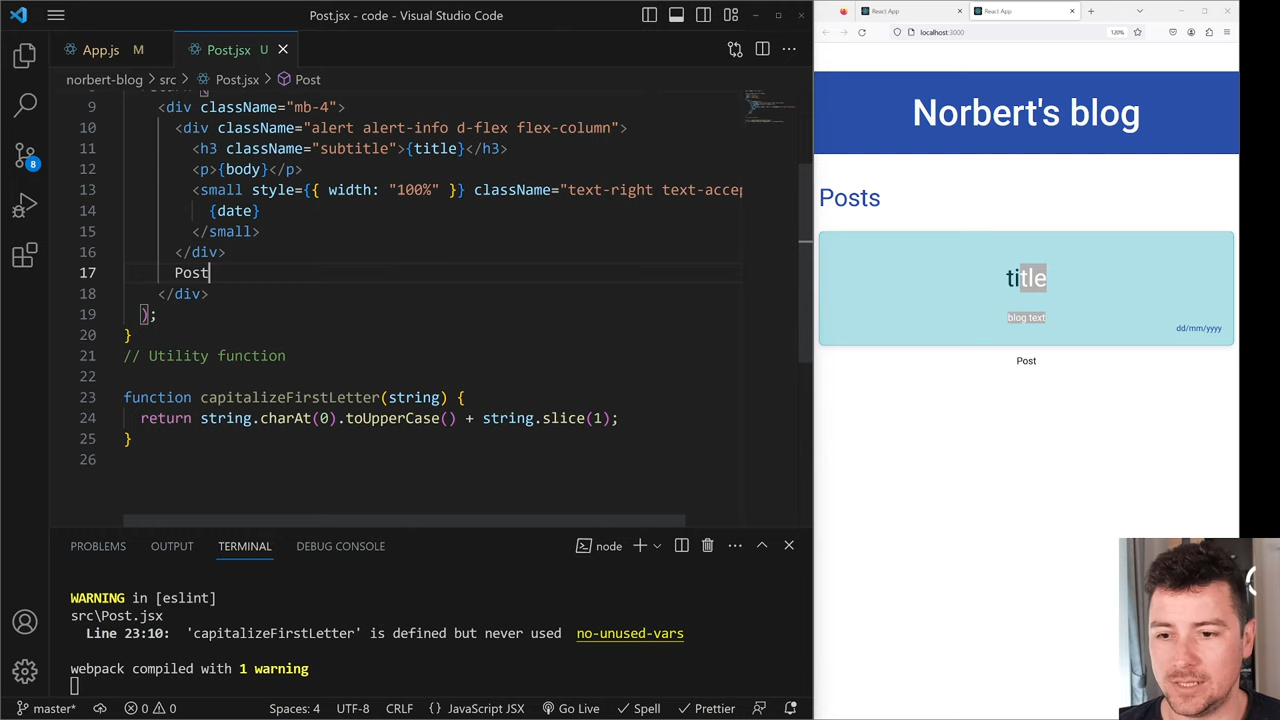 Post.jsx - code - Visual Studio Code
App.js M
Post.jsx U
norbert-blog > src > Post.jsx > Post
9 <div className="mb-4">
10 <div className="alert alert-info d-flex flex-column">
11 <h3 className="subtitle">{title}</h3>
12 <p>{body}</p>
13 <small style={{ width: "100%" }} className="text-right text-accep
14 {date}
15 </small>
16 </div>
17 Post
18 </div>
19 );
20 }
21 // Utility function
22
23 function capitalizeFirstLetter(string) {
24 return string.charAt(0).toUpperCase() + string.slice(1);
25 }
26
8
PROBLEMS OUTPUT TERMINAL DEBUG CONSOLE
node
WARNING in [eslint]
src\Post.jsx
Line 23:10: 'capitalizeFirstLetter' is defined but never used no-unused-vars
webpack compiled with 1 warning
master* 0 0 Spaces: 4 UTF-8 CRLF {} JavaScript JSX Go Live Spell Prettier
React App
React App
localhost:3000
120%
Norbert's blog
Posts
title
blog text
dd/mm/yyyy
Post